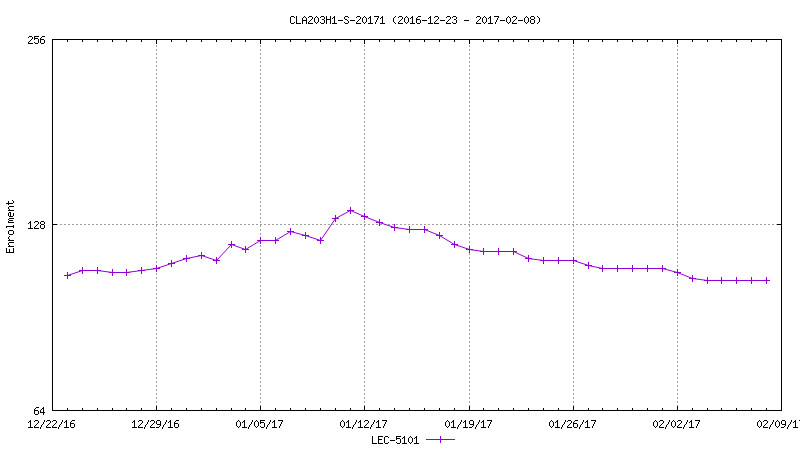 CLA203H1-S-20171 (2016-12-23 - 2017-02-08)
256
128
64
Enrolment
12/22/16 12/29/16 01/05/17 01/12/17 01/19/17 01/26/17 02/02/17 02/09/1
LEC-5101